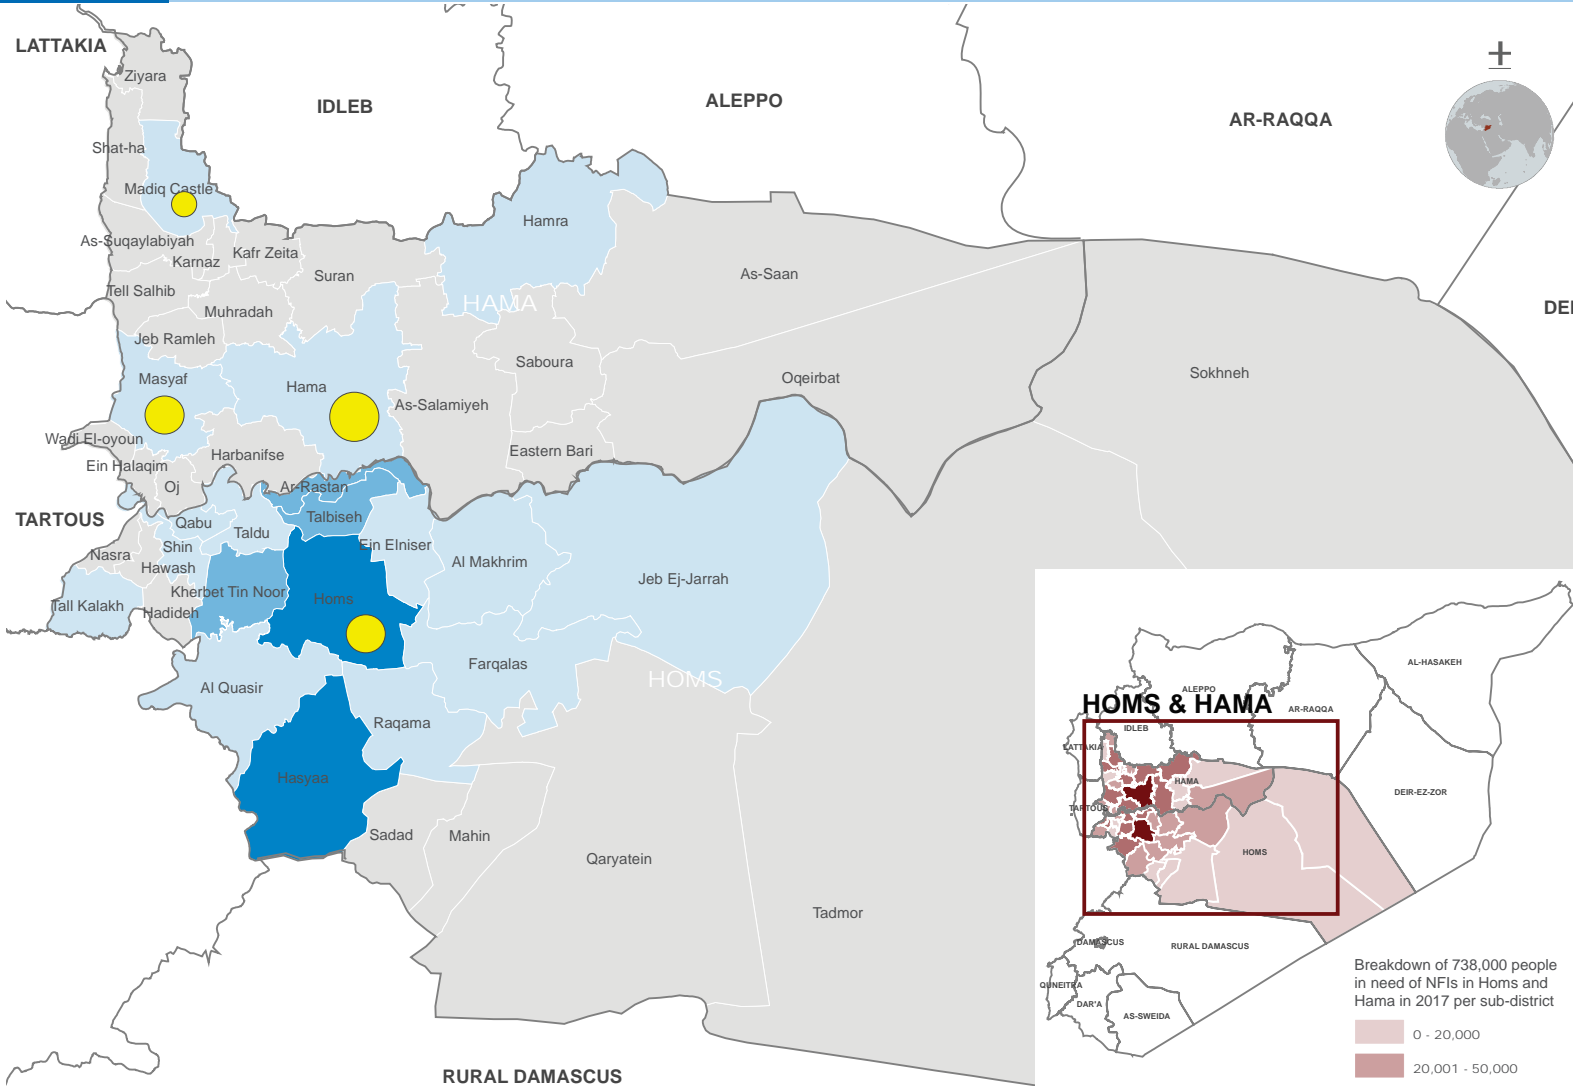 LATTAKIA
Ziyara
IDLEB
ALEPPO
AR-RAQQA
Shat-ha
Madiq Castle
Hamra
As-Suqaylabiyah
Karnaz
Kafr Zeita
Suran
As-Saan
Tell Salhib
Muhradah
HAMA
Jeb Ramleh
Saboura
Sokhneh
Masyaf
Hama
Oqeirbat
As-Salamiyeh
Wadi El-oyoun
Harbanifse
Eastern Bari
Ein Halaqim
Oj
Ar-Rastan
TARTOUS
Qabu
Taldu
Talbiseh
Nasra
Shin
Ein Elniser
Hawash
Al Makhrim
Jeb Ej-Jarrah
Tall Kalakh
Kherbet Tin Noor
Homs
Hadideh
Farqalas
HOMS
Al Quasir
Raqama
Hasyaa
Sadad
Mahin
Qaryatein
Tadmor
RURAL DAMASCUS
AL-HASAKEH
ALEPPO
HOMS & HAMA
AR-RAQQA
IDLEB
LATTAKIA
HAMA
DEIR-EZ-ZOR
TARTOUS
HOMS
DAMASCUS
RURAL DAMASCUS
QUNEITRA
DAR'A
AS-SWEIDA
Breakdown of 738,000 people
in need of NFIs in Homs and
Hama in 2017 per sub-district
0 - 20,000
20,001 - 50,000